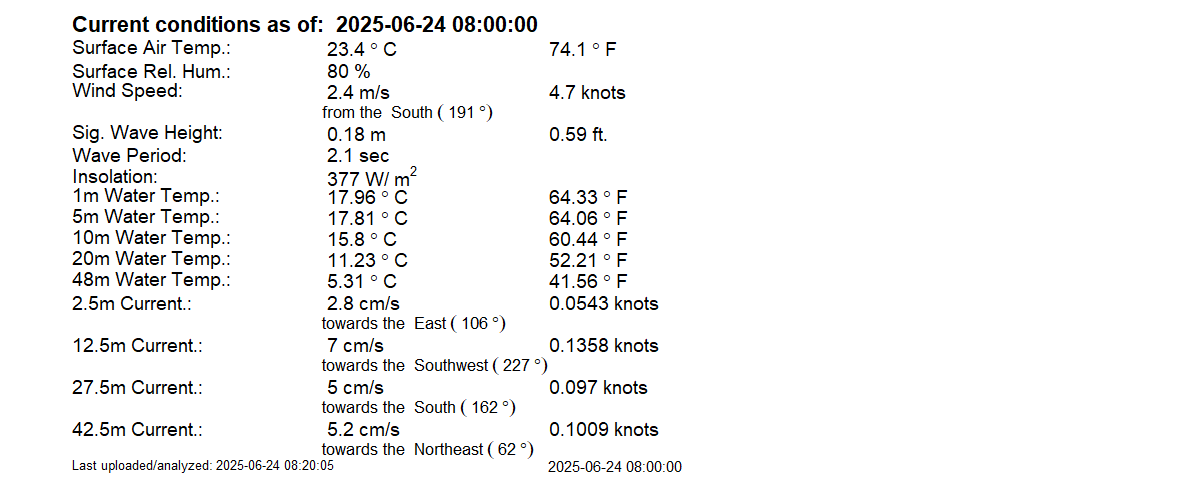 Current conditions as of: 2025-06-24 08:00:00
Surface Air Temp.: 23.4 ° C 74.1 ° F
Surface Rel. Hum.: 80 %
Wind Speed: 2.4 m/s 4.7 knots
from the South ( 191 °)
Sig. Wave Height: 0.18 m 0.59 ft.
Wave Period: 2.1 sec
Insolation: 377 W/ m²
1m Water Temp.: 17.96 ° C 64.33 ° F
5m Water Temp.: 17.81 ° C 64.06 ° F
10m Water Temp.: 15.8 ° C 60.44 ° F
20m Water Temp.: 11.23 ° C 52.21 ° F
48m Water Temp.: 5.31 ° C 41.56 ° F
2.5m Current.: 2.8 cm/s 0.0543 knots
towards the East ( 106 °)
12.5m Current.: 7 cm/s 0.1358 knots
towards the Southwest ( 227 °)
27.5m Current.: 5 cm/s 0.097 knots
towards the South ( 162 °)
42.5m Current.: 5.2 cm/s 0.1009 knots
towards the Northeast ( 62 °)
Last uploaded/analyzed: 2025-06-24 08:20:05 2025-06-24 08:00:00